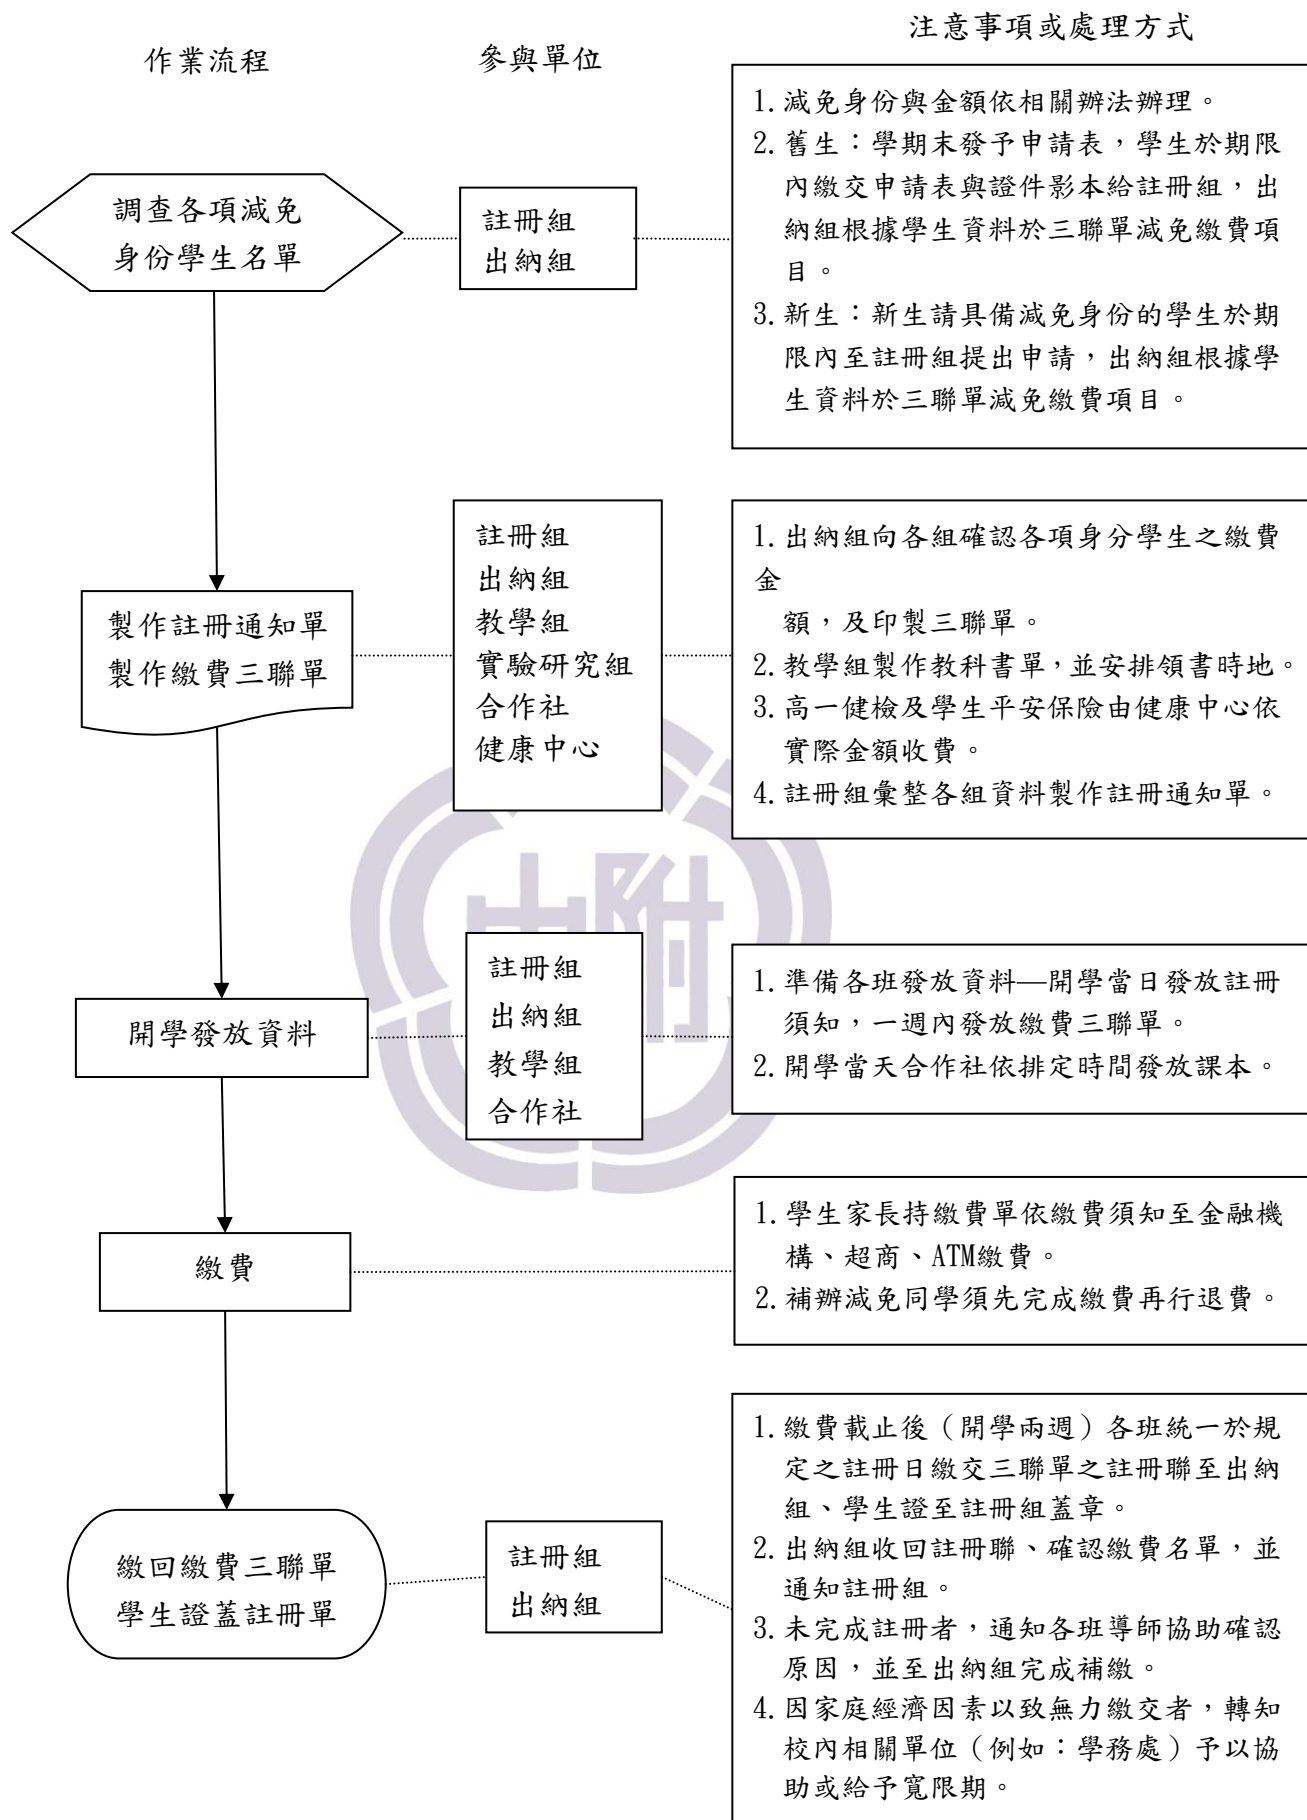 作業流程
參與單位
注意事項或處理方式
調查各項減免
身份學生名單
註冊組
出納組
1.減免身份與金額依相關辦法辦理。
2.舊生：學期末發予申請表，學生於期限
內繳交申請表與證件影本給註冊組，出
納組根據學生資料於三聯單減免繳費項
目。
3.新生：新生請具備減免身份的學生於期
限內至註冊組提出申請，出納組根據學
生資料於三聯單減免繳費項目。
製作註冊通知單
製作繳費三聯單
註冊組
出納組
教學組
實驗研究組
合作社
健康中心
1.出納組向各組確認各項身分學生之繳費
金
額，及印製三聯單。
2.教學組製作教科書單，並安排領書時地。
3.高一健檢及學生平安保險由健康中心依
實際金額收費。
4.註冊組彙整各組資料製作註冊通知單。
中附
開學發放資料
註冊組
出納組
教學組
合作社
1.準備各班發放資料—開學當日發放註冊
須知，一週內發放繳費三聯單。
2.開學當天合作社依排定時間發放課本。
繳費
1.學生家長持繳費單依繳費須知至金融機
構、超商、ATM繳費。
2.補辦減免同學須先完成繳費再行退費。
繳回繳費三聯單
學生證蓋註冊單
註冊組
出納組
1.繳費載止後（開學兩週）各班統一於規
定之註冊日繳交三聯單之註冊聯至出納
組、學生證至註冊組蓋章。
2.出納組收回註冊聯、確認繳費名單，並
通知註冊組。
3.未完成註冊者，通知各班導師協助確認
原因，並至出納組完成補繳。
4.因家庭經濟因素以致無力繳交者，轉知
校內相關單位（例如：學務處）予以協
助或給予寬限期。